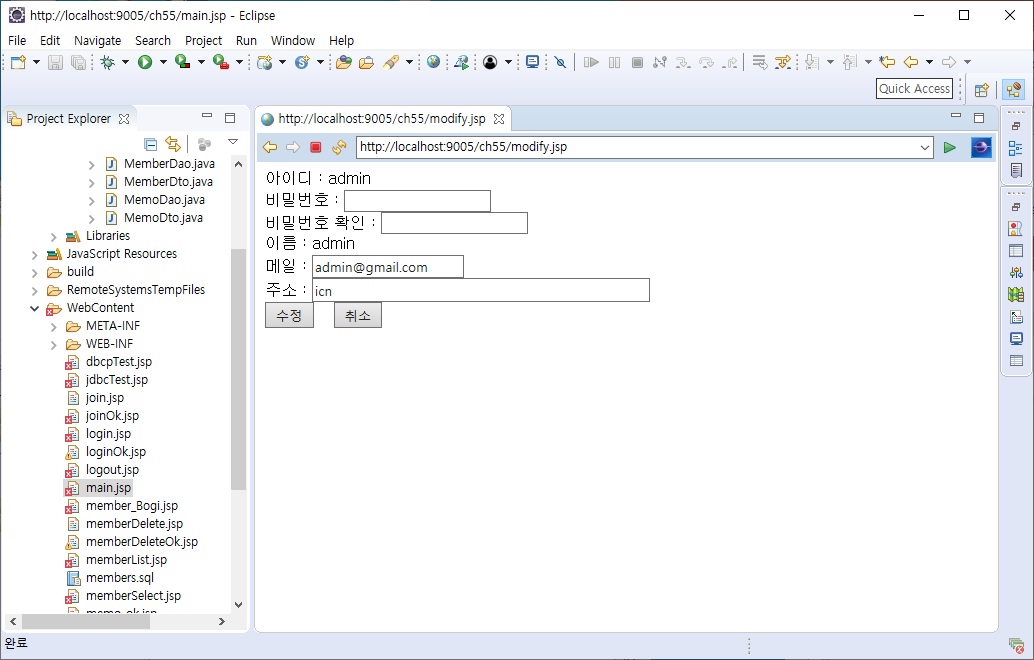 http://localhost:9005/ch55/main.jsp - Eclipse
File Edit Navigate Search Project Run Window Help
Quick Access
Project Explorer
MemberDao.java
MemberDto.java
MemoDao.java
MemoDto.java
Libraries
JavaScript Resources
build
RemoteSystemsTempFiles
WebContent
META-INF
WEB-INF
dbcpTest.jsp
jdbcTest.jsp
join.jsp
joinOk.jsp
login.jsp
loginOk.jsp
logout.jsp
main.jsp
member_Bogi.jsp
memberDelete.jsp
memberDeleteOk.jsp
memberList.jsp
members.sql
memberSelect.jsp
http://localhost:9005/ch55/modify.jsp
http://localhost:9005/ch55/modify.jsp
아이디 : admin
비밀번호 :
비밀번호 확인 :
이름 : admin
메일 : admin@gmail.com
주소 : icn
수정 취소
완료